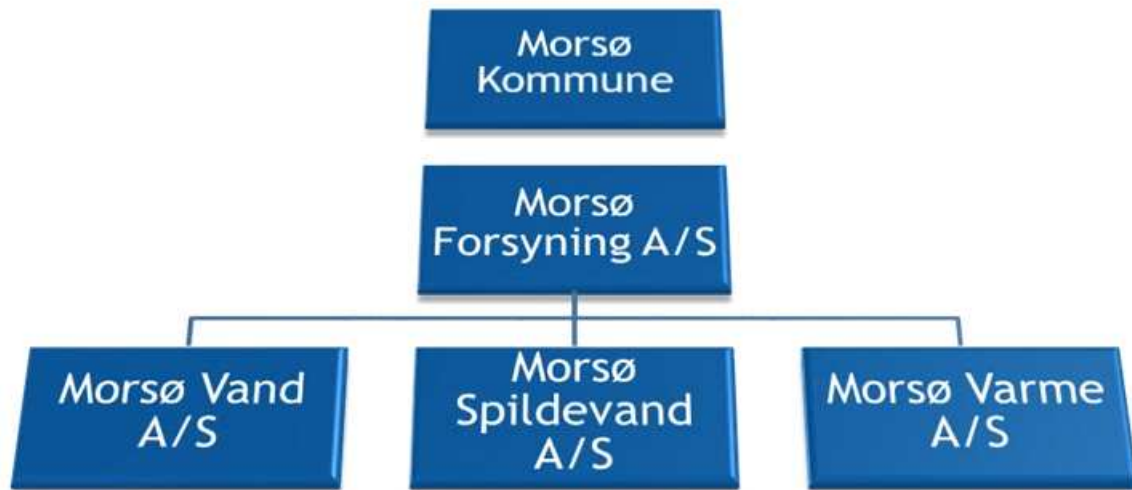 Morsø
Kommune
Morsø
Forsyning A/S
Morsø Vand
A/S
Morsø
Spildevand
A/S
Morsø Varme
A/S